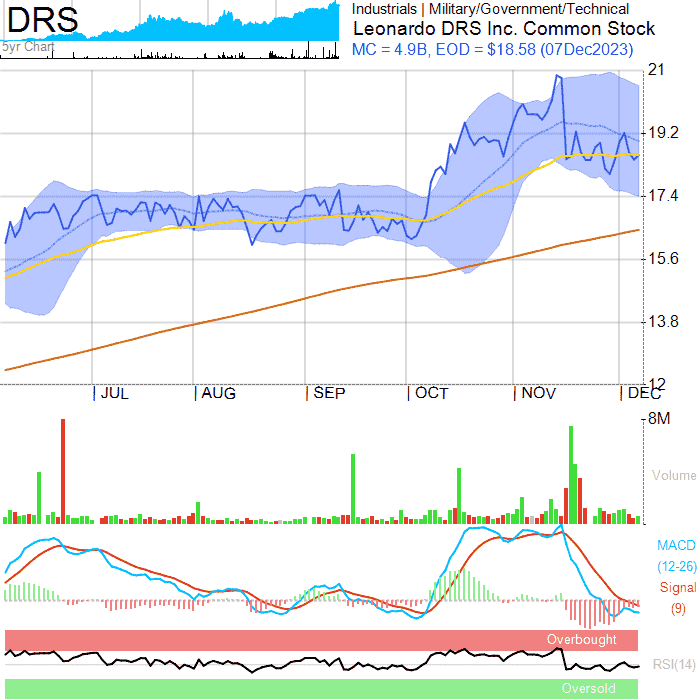 DRS
5yr Chart
Industrials | Military/Government/Technical
Leonardo DRS Inc. Common Stock
MC = 4.9B, EOD = $18.58 (07Dec2023)
21
19.2
17.4
15.6
13.8
12
JUL AUG SEP OCT NOV DEC
8M
Volume
MACD
(12-26)
Signal
(9)
Overbought
RSI(14)
Oversold